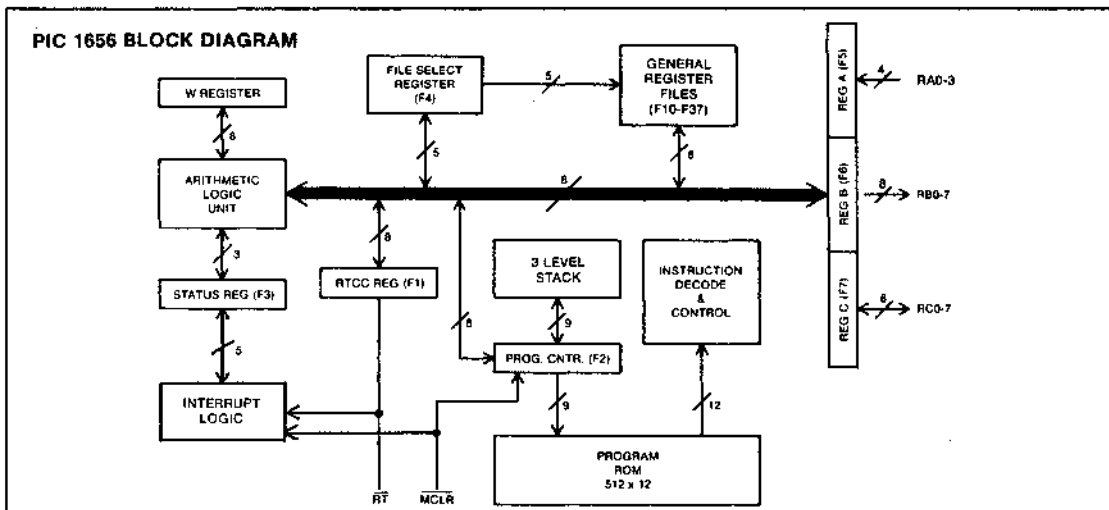 PIC 1656 BLOCK DIAGRAM
W REGISTER
8
ARITHMETIC
LOGIC
UNIT
3
STATUS REG (F3)
5
INTERRUPT
LOGIC
FILE SELECT
REGISTER
(F4)
5
5
GENERAL
REGISTER
FILES
(F10-F37)
8
8
8
RTCC REG (F1)
8
3 LEVEL
STACK
9
PROG. CNTR. (F2)
9
INSTRUCTION
DECODE
&
CONTROL
12
PROGRAM
ROM
512 x 12
RT
MCLR
REG A (F5)
4
RA0-3
REG B (F6)
8
RB0-7
REG C (F7)
8
RC0-7